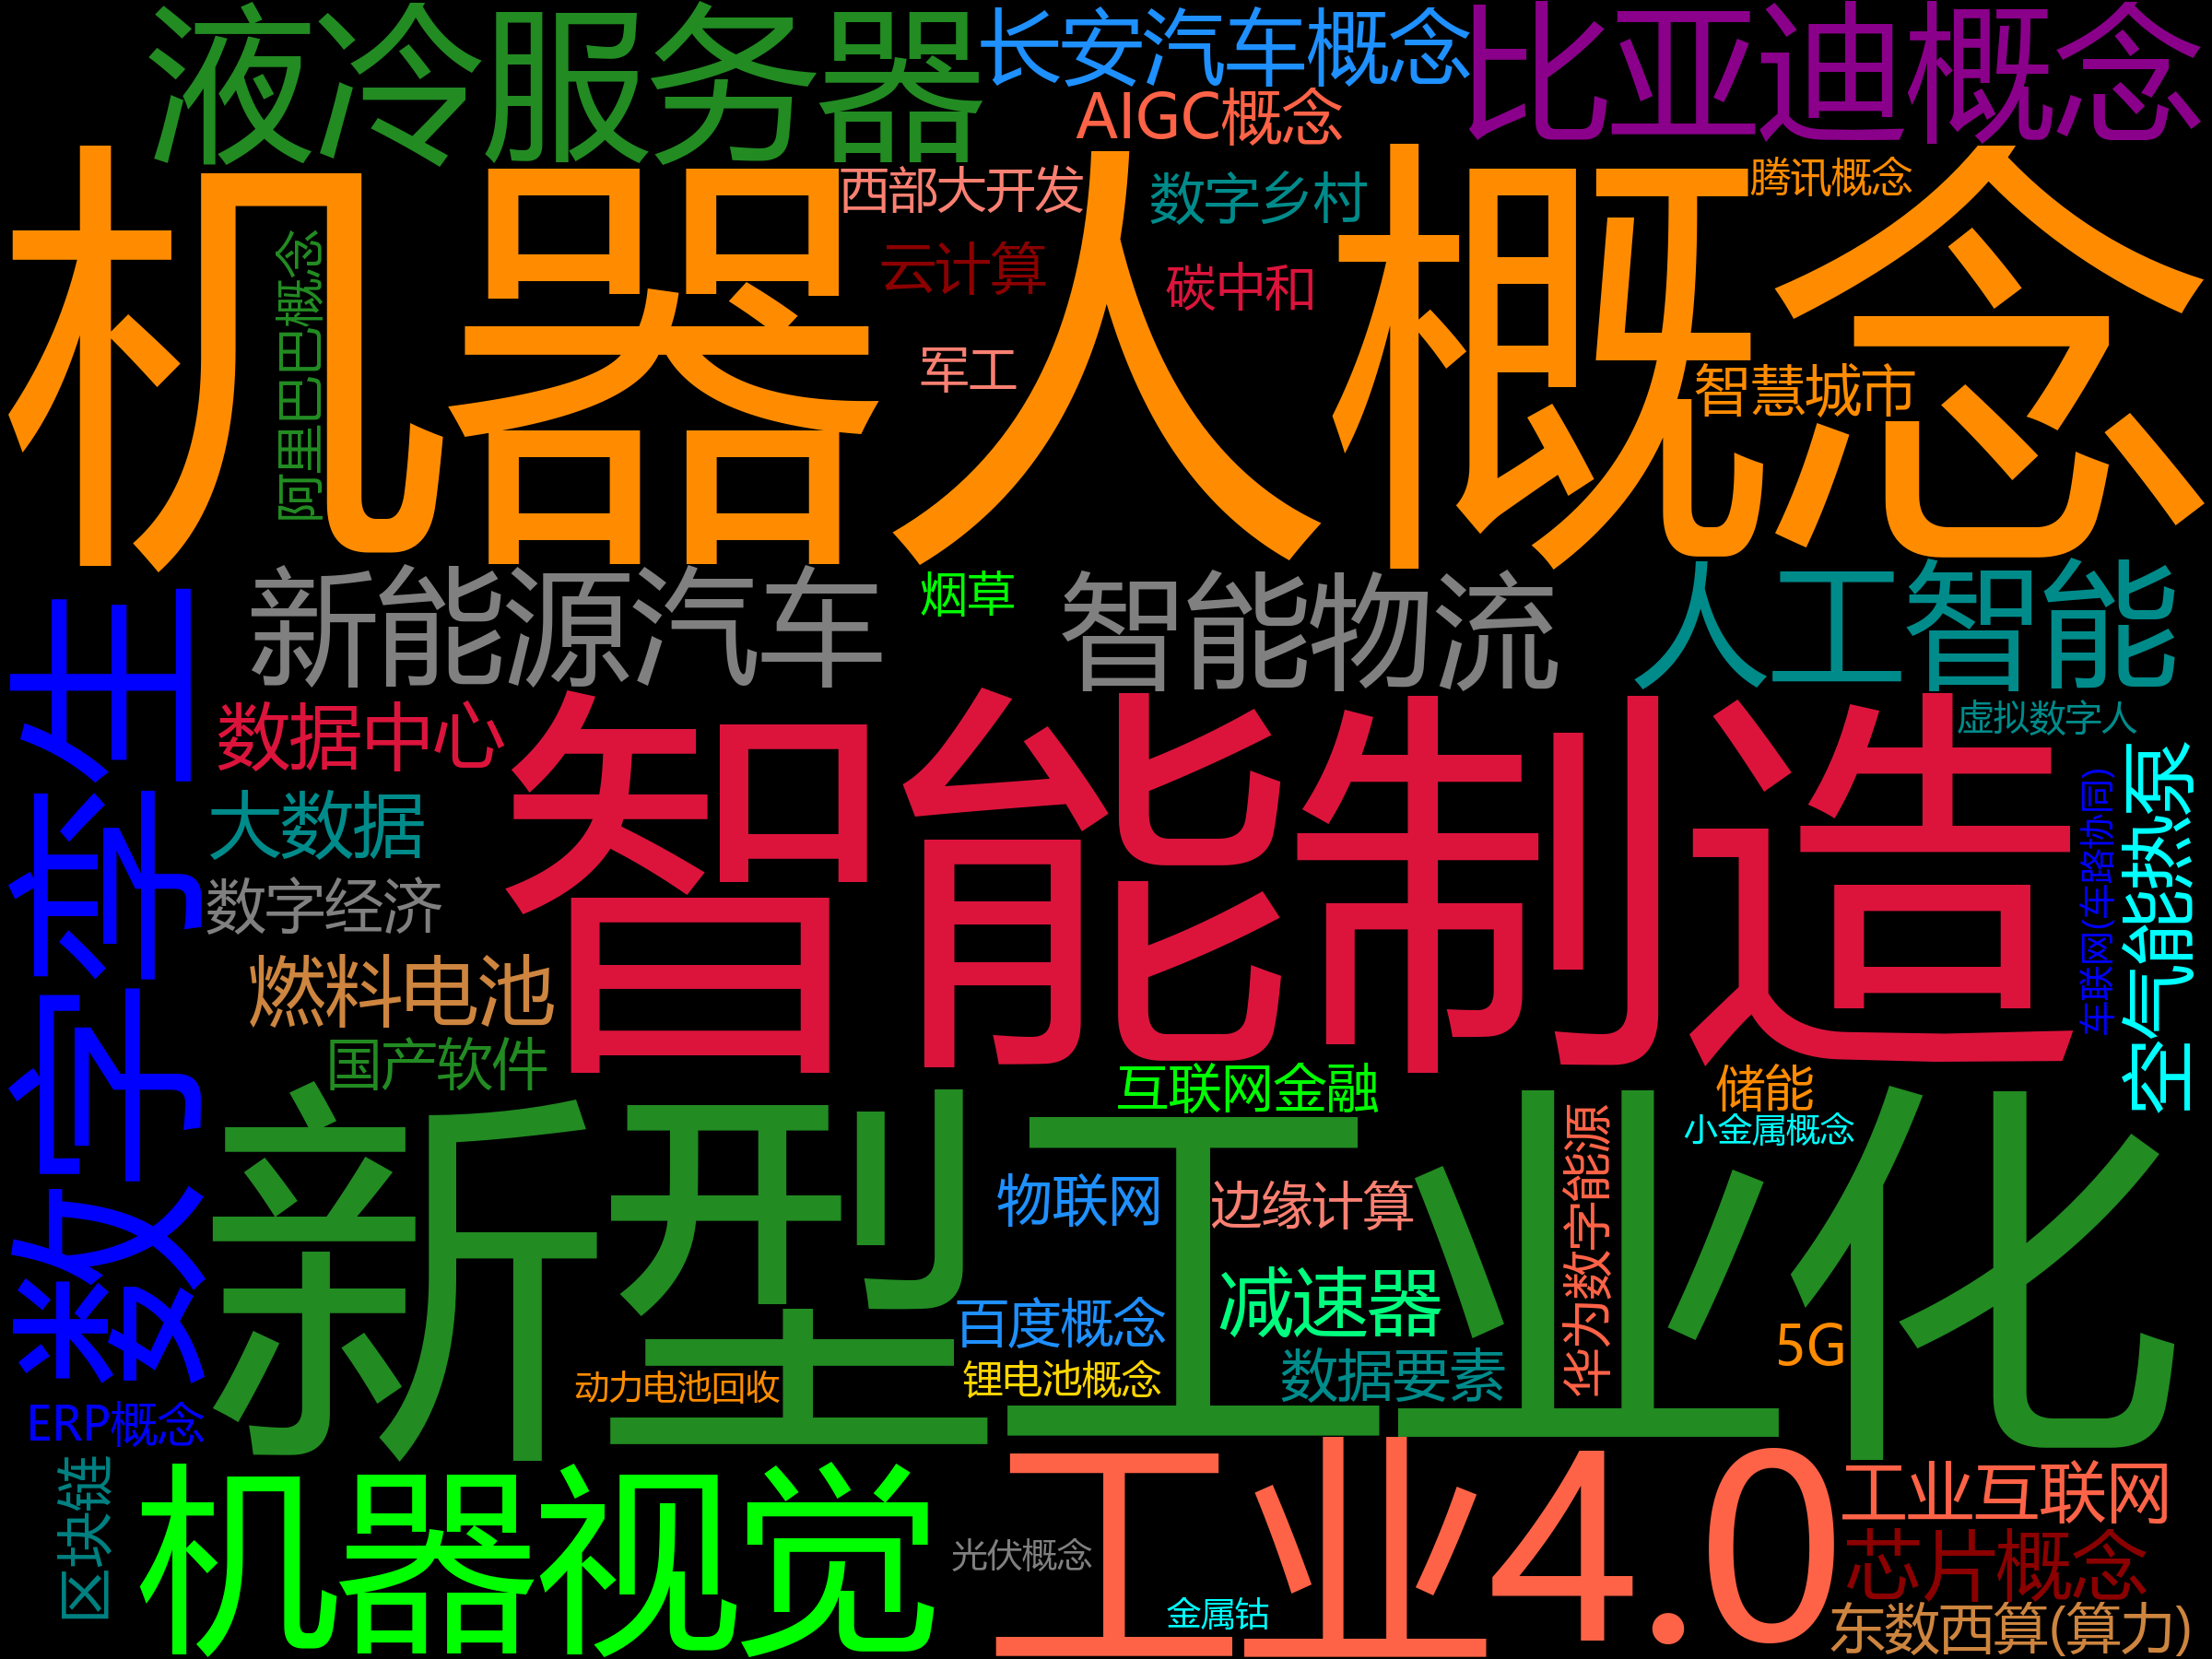 液冷服务器
长安汽车概念
比亚迪概念
AIGC概念
西部大开发
数字乡村
腾讯概念
机器人概念
阿里巴巴概念
云计算
碳中和
军工
智慧城市
新能源汽车
烟草
智能物流
人工智能
数字孪生
数据中心
智能制造
虚拟数字人
大数据
车联网(车路协同)
空气能热泵
数字经济
燃料电池
国产软件
互联网金融
储能
小金属概念
新型工业化
物联网
边缘计算
华为数字能源
减速器
百度概念
5G
数据要素
锂电池概念
动力电池回收
ERP概念
区块链
机器视觉
工业4.0
工业互联网
光伏概念
芯片概念
金属钴
东数西算(算力)